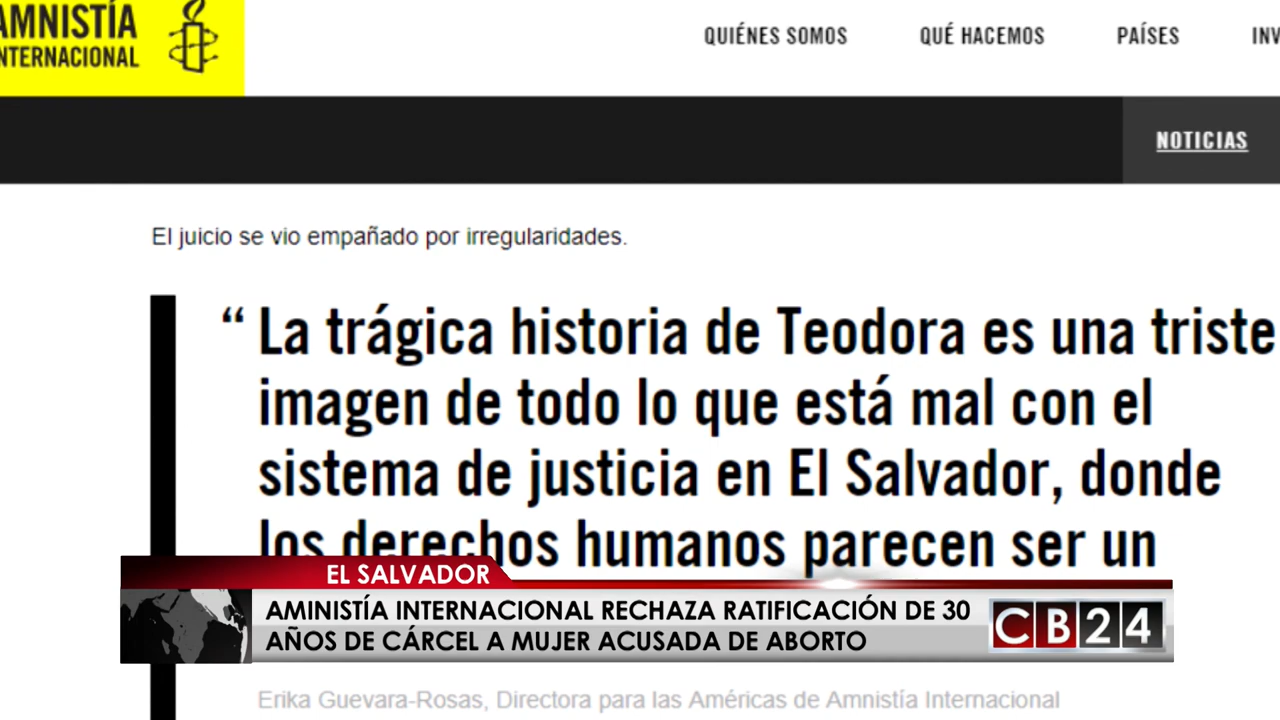 AMNISTÍA
INTERNACIONAL
QUIÉNES SOMOS
QUÉ HACEMOS
PAÍSES
INV
NOTICIAS
El juicio se vio empañado por irregularidades.
“ La trágica historia de Teodora es una triste
imagen de todo lo que está mal con el
sistema de justicia en El Salvador, donde
los derechos humanos parecen ser un
EL SALVADOR
AMINISTÍA INTERNACIONAL RECHAZA RATIFICACIÓN DE 30
AÑOS DE CÁRCEL A MUJER ACUSADA DE ABORTO
CB24
Erika Guevara-Rosas, Directora para las Américas de Amnistía Internacional